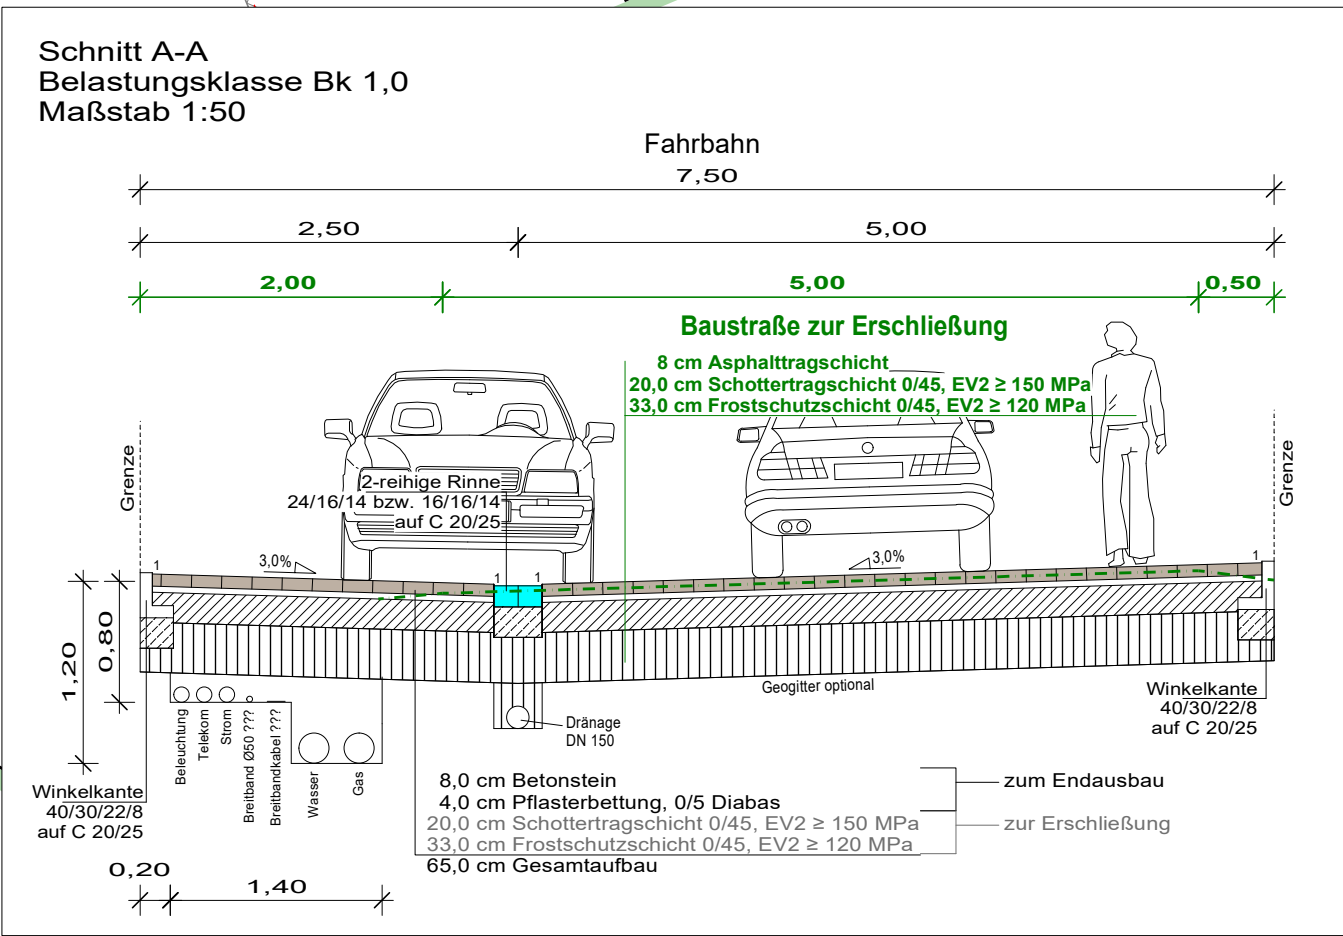 Schnitt A-A
Belastungsklasse Bk 1,0
Maßstab 1:50
Fahrbahn
7,50
2,50
5,00
2,00
5,00
0,50
Baustraße zur Erschließung
8 cm Asphalttragschicht
20,0 cm Schottertragschicht 0/45, EV2 ≥ 150 MPa
33,0 cm Frostschutzschicht 0/45, EV2 ≥ 120 MPa
Grenze
Grenze
2-reihige Rinne
24/16/14 bzw. 16/16/14
auf C 20/25
3,0%
3,0%
1
1
1
1
1,20
0,80
Geogitter optional
Beleuchtung
Telekom
Strom
Breitband Ø50 ???
Breitbandkabel ???
Wasser
Gas
Dränage
DN 150
Winkelkante
40/30/22/8
auf C 20/25
Winkelkante
40/30/22/8
auf C 20/25
8,0 cm Betonstein
4,0 cm Pflasterbettung, 0/5 Diabas
20,0 cm Schottertragschicht 0/45, EV2 ≥ 150 MPa
33,0 cm Frostschutzschicht 0/45, EV2 ≥ 120 MPa
65,0 cm Gesamtaufbau
zum Endausbau
zur Erschließung
0,20
1,40